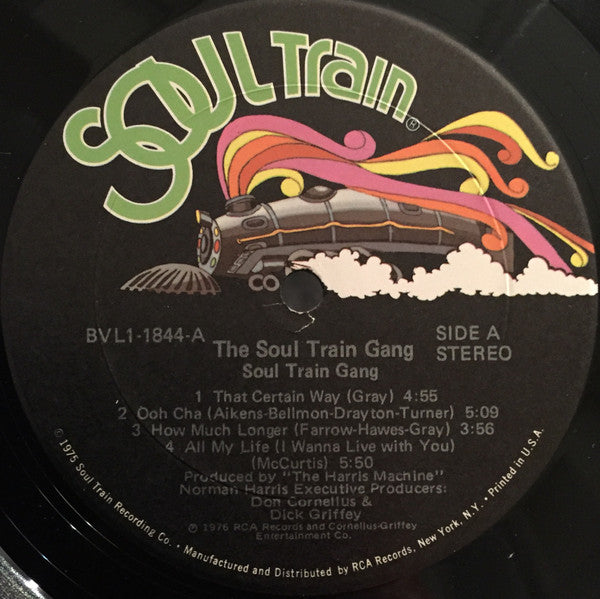 SOUL Train®
BVL1-1844-A
SIDE A
STEREO
The Soul Train Gang
Soul Train Gang
1 That Certain Way (Gray) 4:55
2 Ooh Cha (Aikens-Bellmon-Drayton-Turner) 5:09
3 How Much Longer (Farrow-Hawes-Gray) 3:56
4 All My Life (I Wanna Live with You)
(McCurtis) 5:50
Produced by "The Harris Machine"
Norman Harris Executive Producers:
Don Cornelius &
Dick Griffey
℗ 1976 RCA Records and Cornelius-Griffey
Entertainment Co.
© 1975 Soul Train Recording Co. • Manufactured and Distributed by RCA Records, New York, N.Y. • Printed in U.S.A.